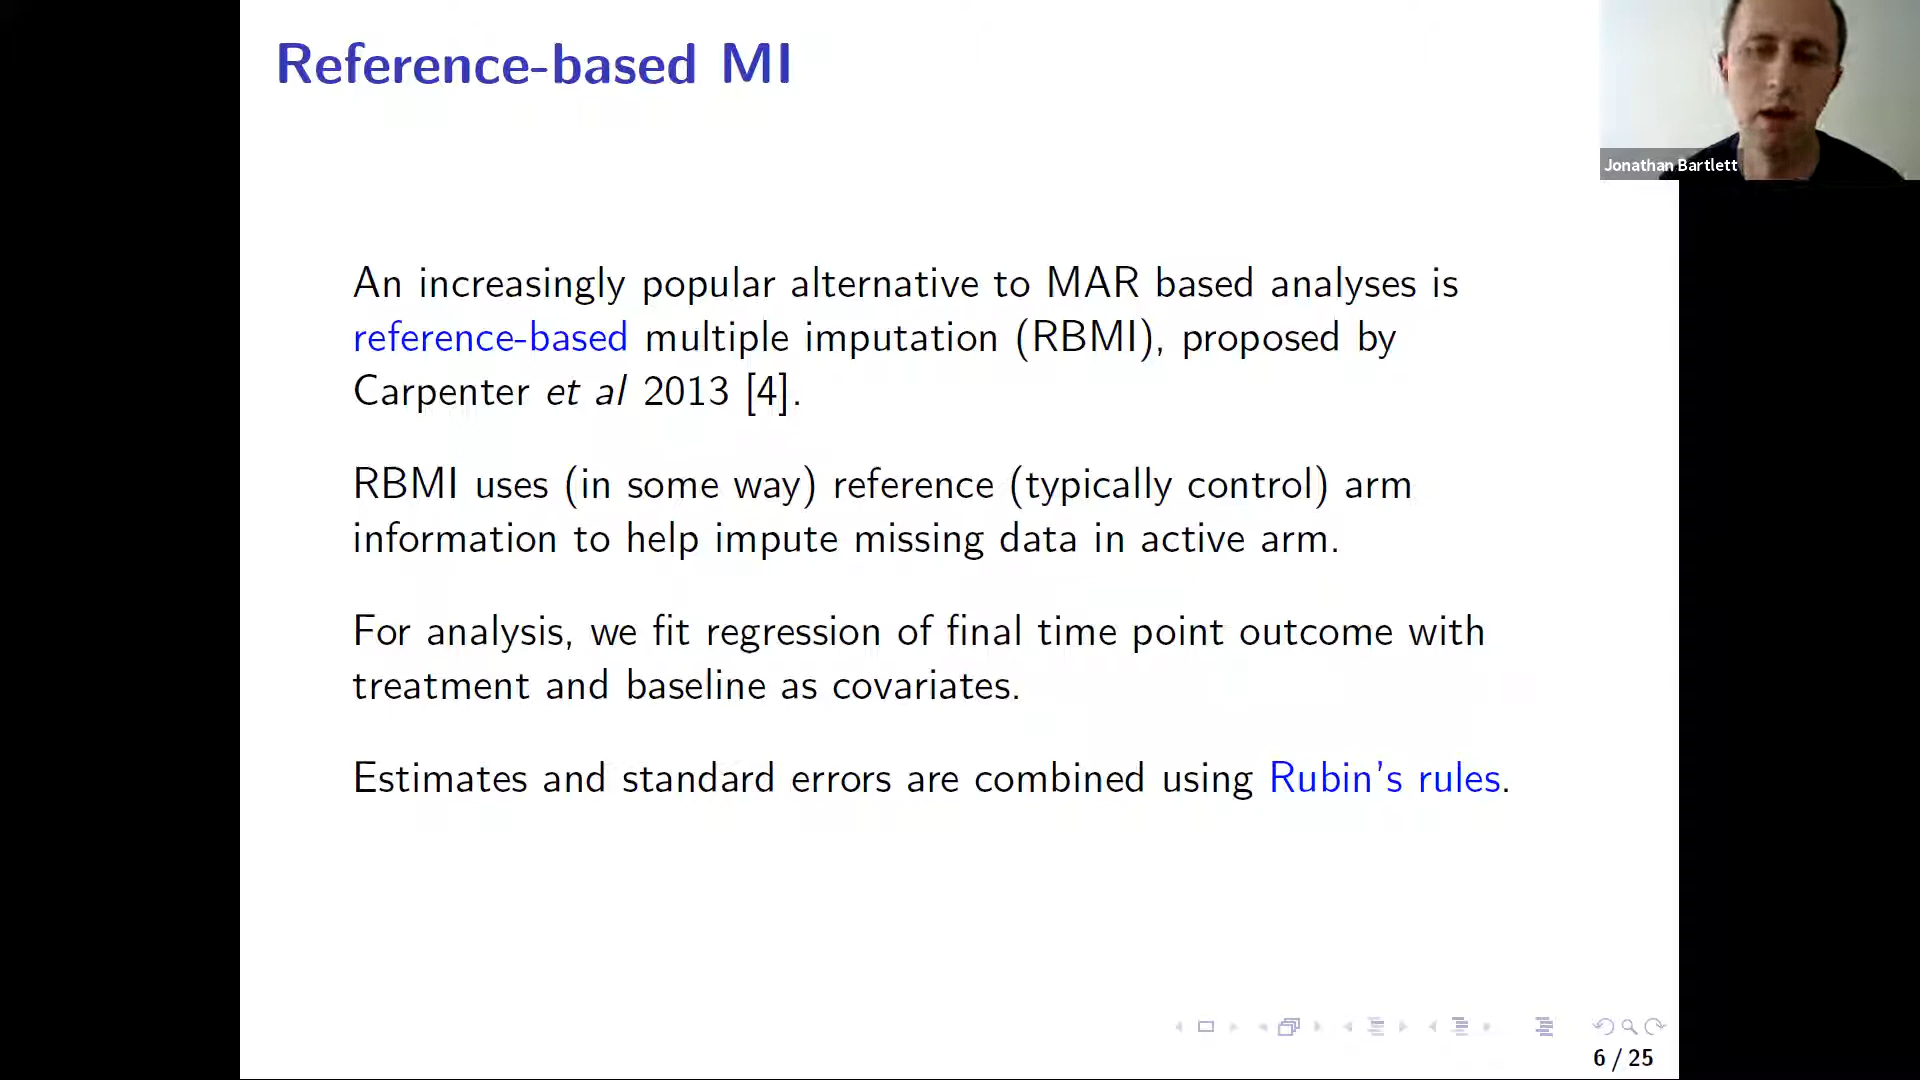 Reference-based MI
Jonathan Bartlett
An increasingly popular alternative to MAR based analyses is
reference-based multiple imputation (RBMI), proposed by
Carpenter et al 2013 [4].
RBMI uses (in some way) reference (typically control) arm
information to help impute missing data in active arm.
For analysis, we fit regression of final time point outcome with
treatment and baseline as covariates.
Estimates and standard errors are combined using Rubin's rules.
6 / 25